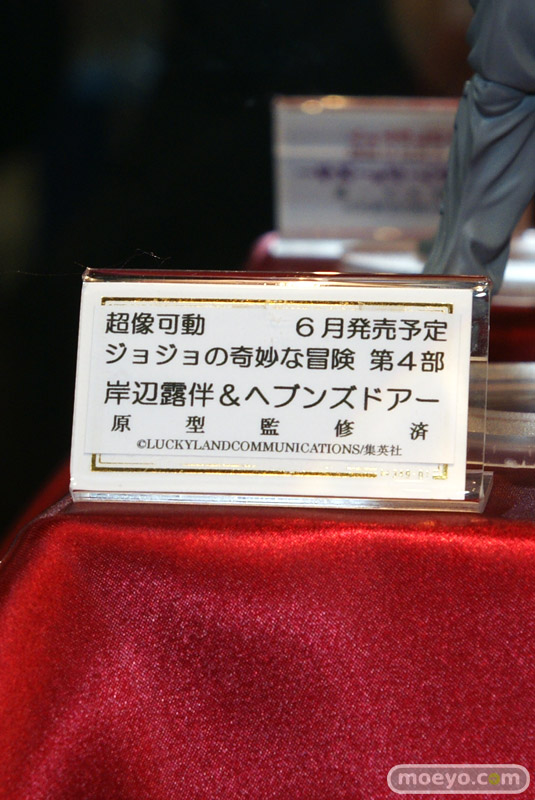 超像可動 6月発売予定
ジョジョの奇妙な冒険 第4部
岸辺露伴&ヘブンズドアー
原型監修済
©LUCKYLANDCOMMUNICATIONS/集英社
moeyo.com